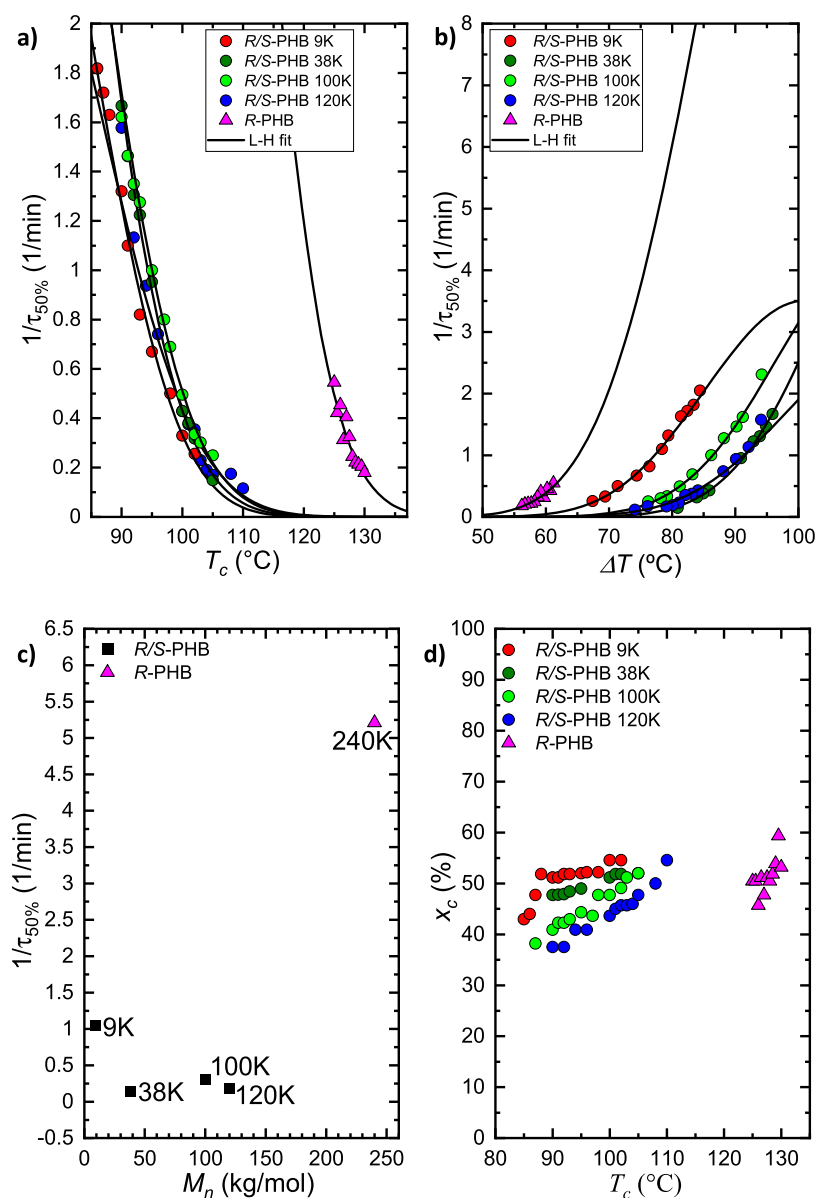 a)
R/S-PHB 9K
R/S-PHB 38K
R/S-PHB 100K
R/S-PHB 120K
R-PHB
L-H fit
2
1.8
1.6
1.4
1.2
1
0.8
0.6
0.4
0.2
0
1/τ50% (1/min)
90 100 110 120 130
Tc (°C)
b)
R/S-PHB 9K
R/S-PHB 38K
R/S-PHB 100K
R/S-PHB 120K
R-PHB
L-H fit
8
7
6
5
4
3
2
1
0
1/τ50% (1/min)
50 60 70 80 90 100
ΔT (ºC)
c)
R/S-PHB
R-PHB
6.5
6
5.5
5
4.5
4
3.5
3
2.5
2
1.5
1
0.5
0
-0.5
1/τ50% (1/min)
240K
9K
38K
100K
120K
0 50 100 150 200 250
Mn (kg/mol)
d)
R/S-PHB 9K
R/S-PHB 38K
R/S-PHB 100K
R/S-PHB 120K
R-PHB
100
90
80
70
60
50
40
30
20
10
0
xc (%)
80 90 100 110 120 130
Tc (°C)